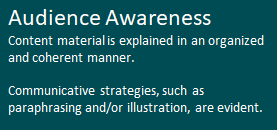 Audience Awareness
Content material is explained in an organized
and coherent manner.
Communicative strategies, such as
paraphrasing and/or illustration, are evident.